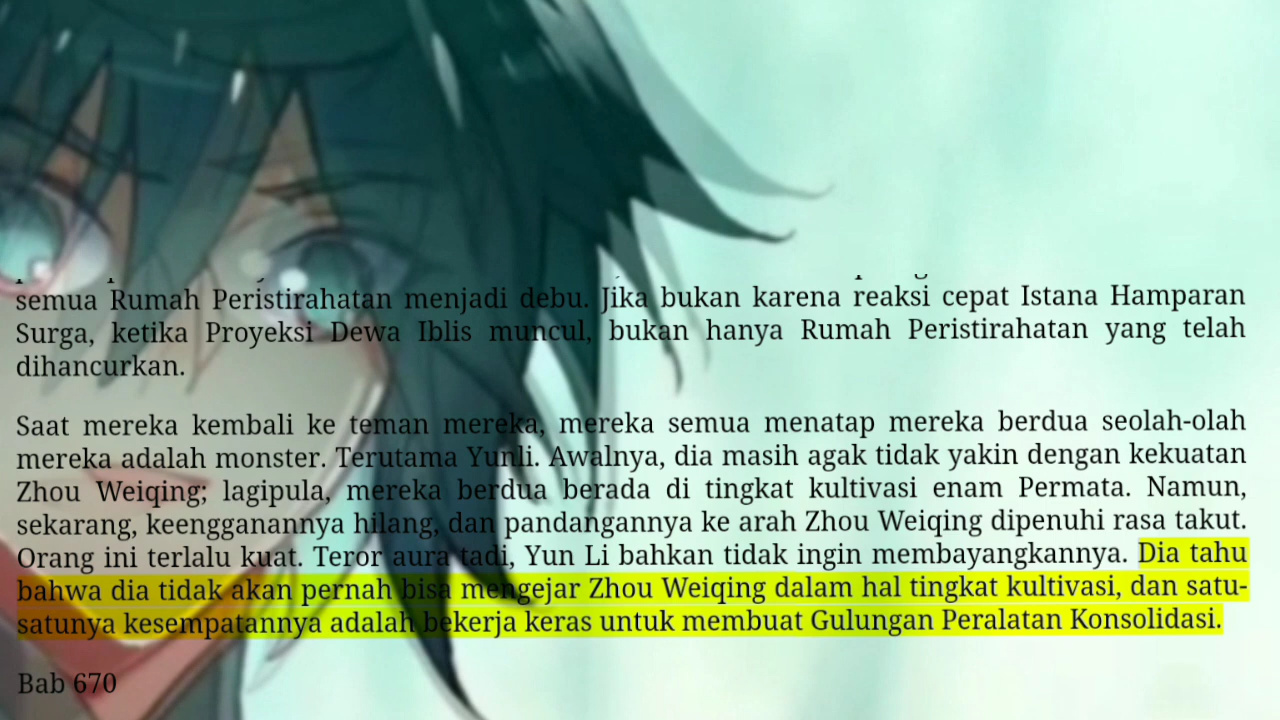 semua Rumah Peristirahatan menjadi debu. Jika bukan karena reaksi cepat Istana Hamparan
Surga, ketika Proyeksi Dewa Iblis muncul, bukan hanya Rumah Peristirahatan yang telah
dihancurkan.
Saat mereka kembali ke teman mereka, mereka semua menatap mereka berdua seolah-olah
mereka adalah monster. Terutama Yunli. Awalnya, dia masih agak tidak yakin dengan kekuatan
Zhou Weiqing; lagipula, mereka berdua berada di tingkat kultivasi enam Permata. Namun,
sekarang, keengganannya hilang, dan pandangannya ke arah Zhou Weiqing dipenuhi rasa takut.
Orang ini terlalu kuat. Teror aura tadi, Yun Li bahkan tidak ingin membayangkannya. Dia tahu
bahwa dia tidak akan pernah bisa mengejar Zhou Weiqing dalam hal tingkat kultivasi, dan satu-
satunya kesempatannya adalah bekerja keras untuk membuat Gulungan Peralatan Konsolidasi.
Bab 670